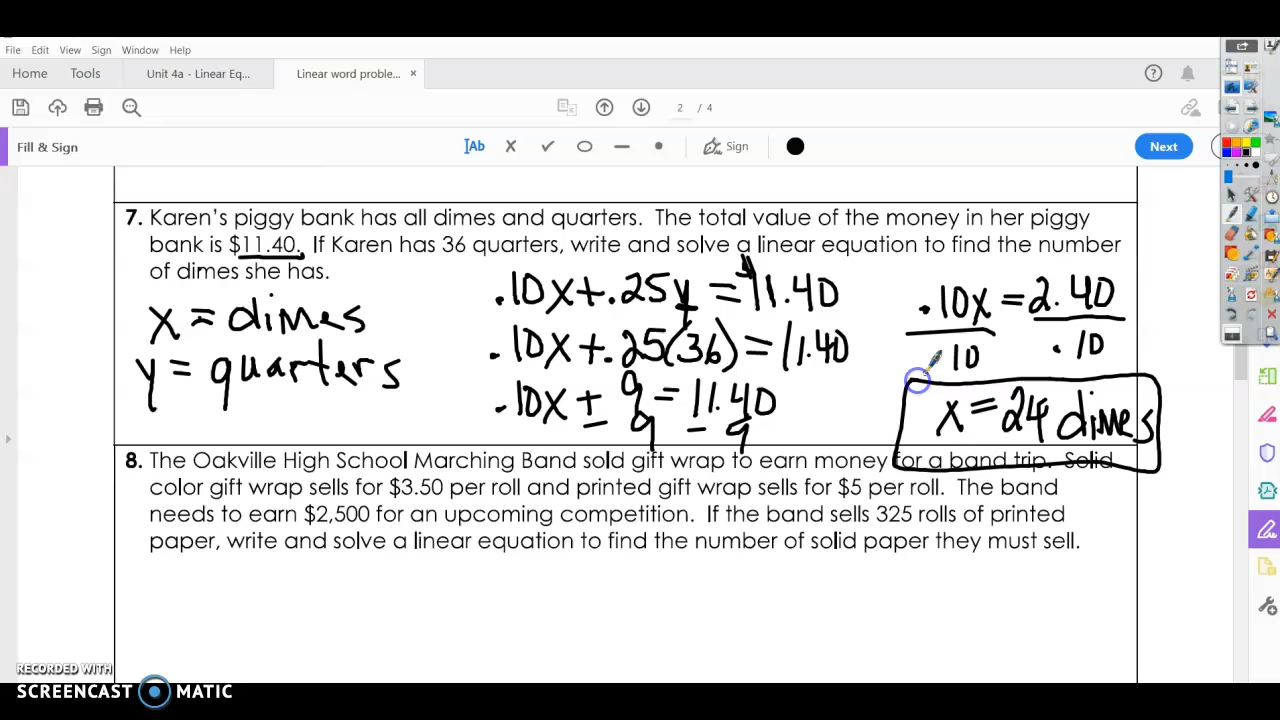 File Edit View Sign Window Help
Home Tools Unit 4a - Linear Eq... Linear word proble... ×
2 / 4
Fill & Sign Ab Sign Next
7. Karen's piggy bank has all dimes and quarters. The total value of the money in her piggy
bank is $11.40. If Karen has 36 quarters, write and solve a linear equation to find the number
of dimes she has.
x = dimes
y = quarters
.10x + .25y = 11.40
.10x + .25(36) = 11.40
.10x + 9 = 11.40
- 9 - 9
.10x = 2.40
.10 .10
x = 24 dimes
8. The Oakville High School Marching Band sold gift wrap to earn money for a band trip. Solid
color gift wrap sells for $3.50 per roll and printed gift wrap sells for $5 per roll. The band
needs to earn $2,500 for an upcoming competition. If the band sells 325 rolls of printed
paper, write and solve a linear equation to find the number of solid paper they must sell.
RECORDED WITH
SCREENCAST MATIC